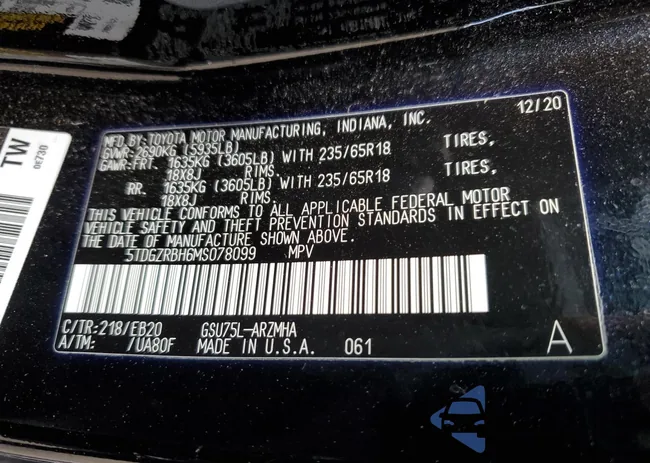 12/20
MFD. BY: TOYOTA MOTOR MANUFACTURING, INDIANA, INC.
GVWR: 2690KG (5935LB)
GAWR: FRT. 1635KG (3605LB) WITH 235/65R18 TIRES,
18X8J RIMS.
RR. 1635KG (3605LB) WITH 235/65R18 TIRES,
18X8J RIMS.
THIS VEHICLE CONFORMS TO ALL APPLICABLE FEDERAL MOTOR
VEHICLE SAFETY AND THEFT PREVENTION STANDARDS IN EFFECT ON
THE DATE OF MANUFACTURE SHOWN ABOVE.
5TDGZRBH6MS078099 MPV
C/TR:218/EB20 GSU75L-ARZMHA
A/TM: /UA80F MADE IN U.S.A. 061 A
TW
0E730